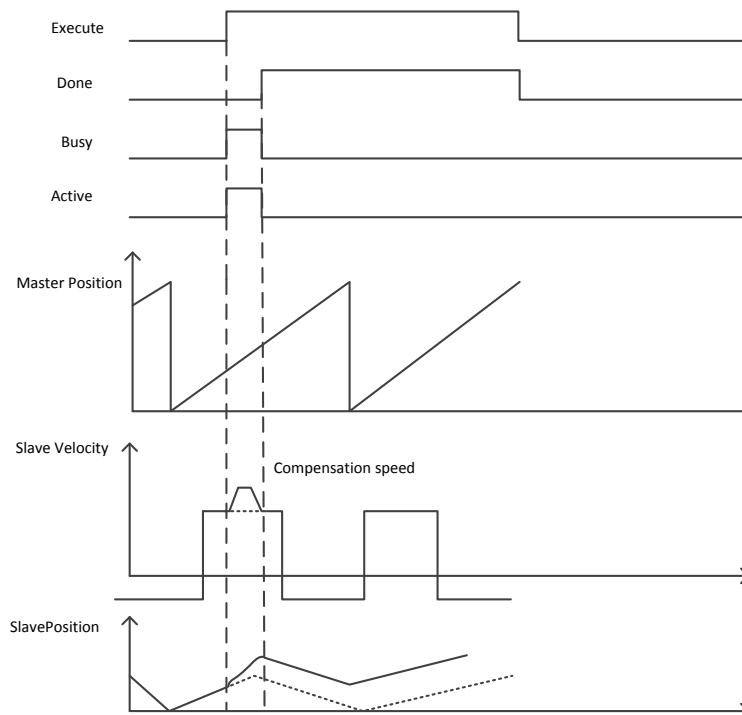 Execute
Done
Busy
Active
Master Position
Slave Velocity
Compensation speed
SlavePosition